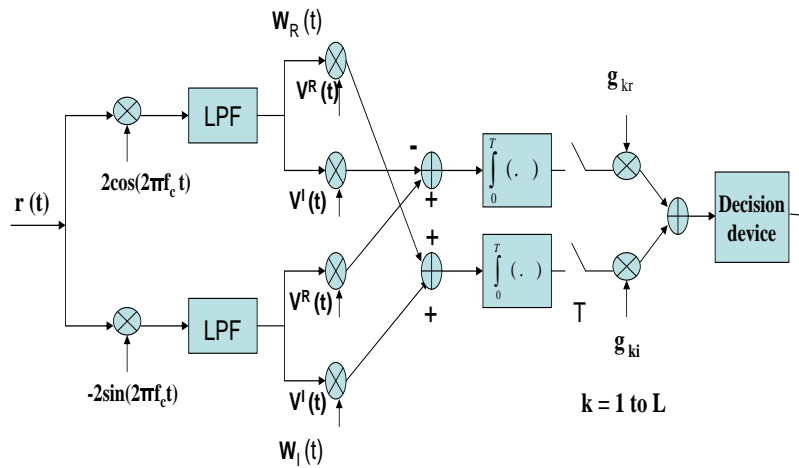 W_R (t)
V^R (t)
LPF
2cos(2πf_c t)
g_kr
-
∫_0^T (. )
V^I (t)
+
r (t)
Decision
device
+
V^R (t)
∫_0^T (. )
LPF
+
T
-2sin(2πf_c t)
g_ki
V^I (t)
k = 1 to L
W_I (t)